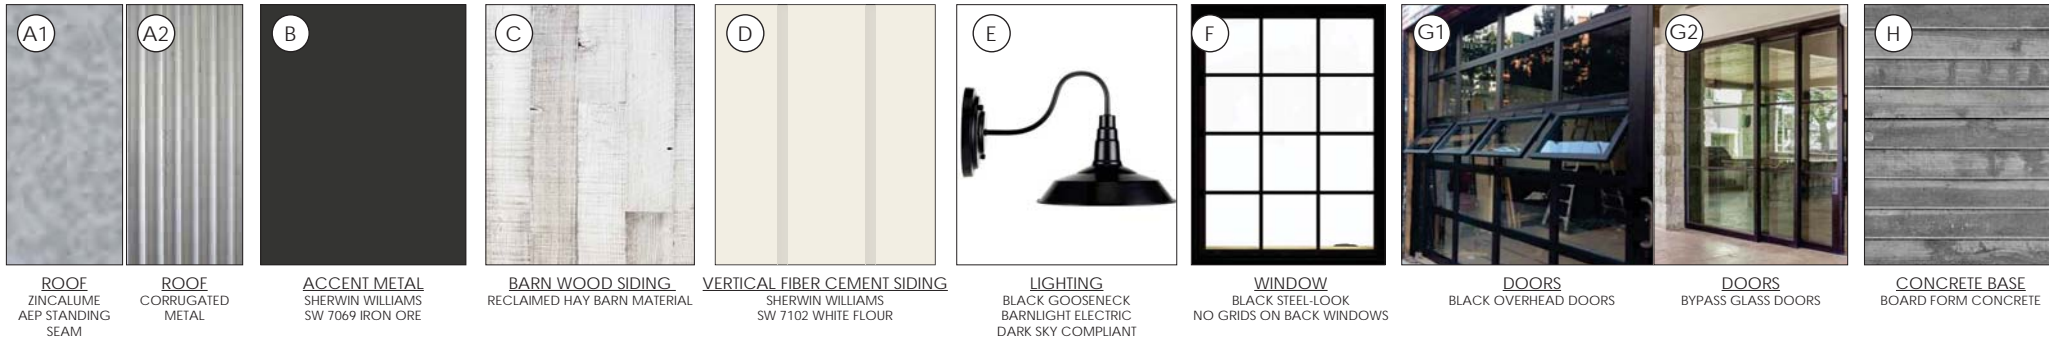 A1
A2
B
C
D
E
F
G1
G2
H
ROOF
ZINCALUME
AEP STANDING
SEAM
ROOF
CORRUGATED
METAL
ACCENT METAL
SHERWIN WILLIAMS
SW 7069 IRON ORE
BARN WOOD SIDING
RECLAIMED HAY BARN MATERIAL
VERTICAL FIBER CEMENT SIDING
SHERWIN WILLIAMS
SW 7102 WHITE FLOUR
LIGHTING
BLACK GOOSENECK
BARNLIGHT ELECTRIC
DARK SKY COMPLIANT
WINDOW
BLACK STEEL-LOOK
NO GRIDS ON BACK WINDOWS
DOORS
BLACK OVERHEAD DOORS
DOORS
BYPASS GLASS DOORS
CONCRETE BASE
BOARD FORM CONCRETE